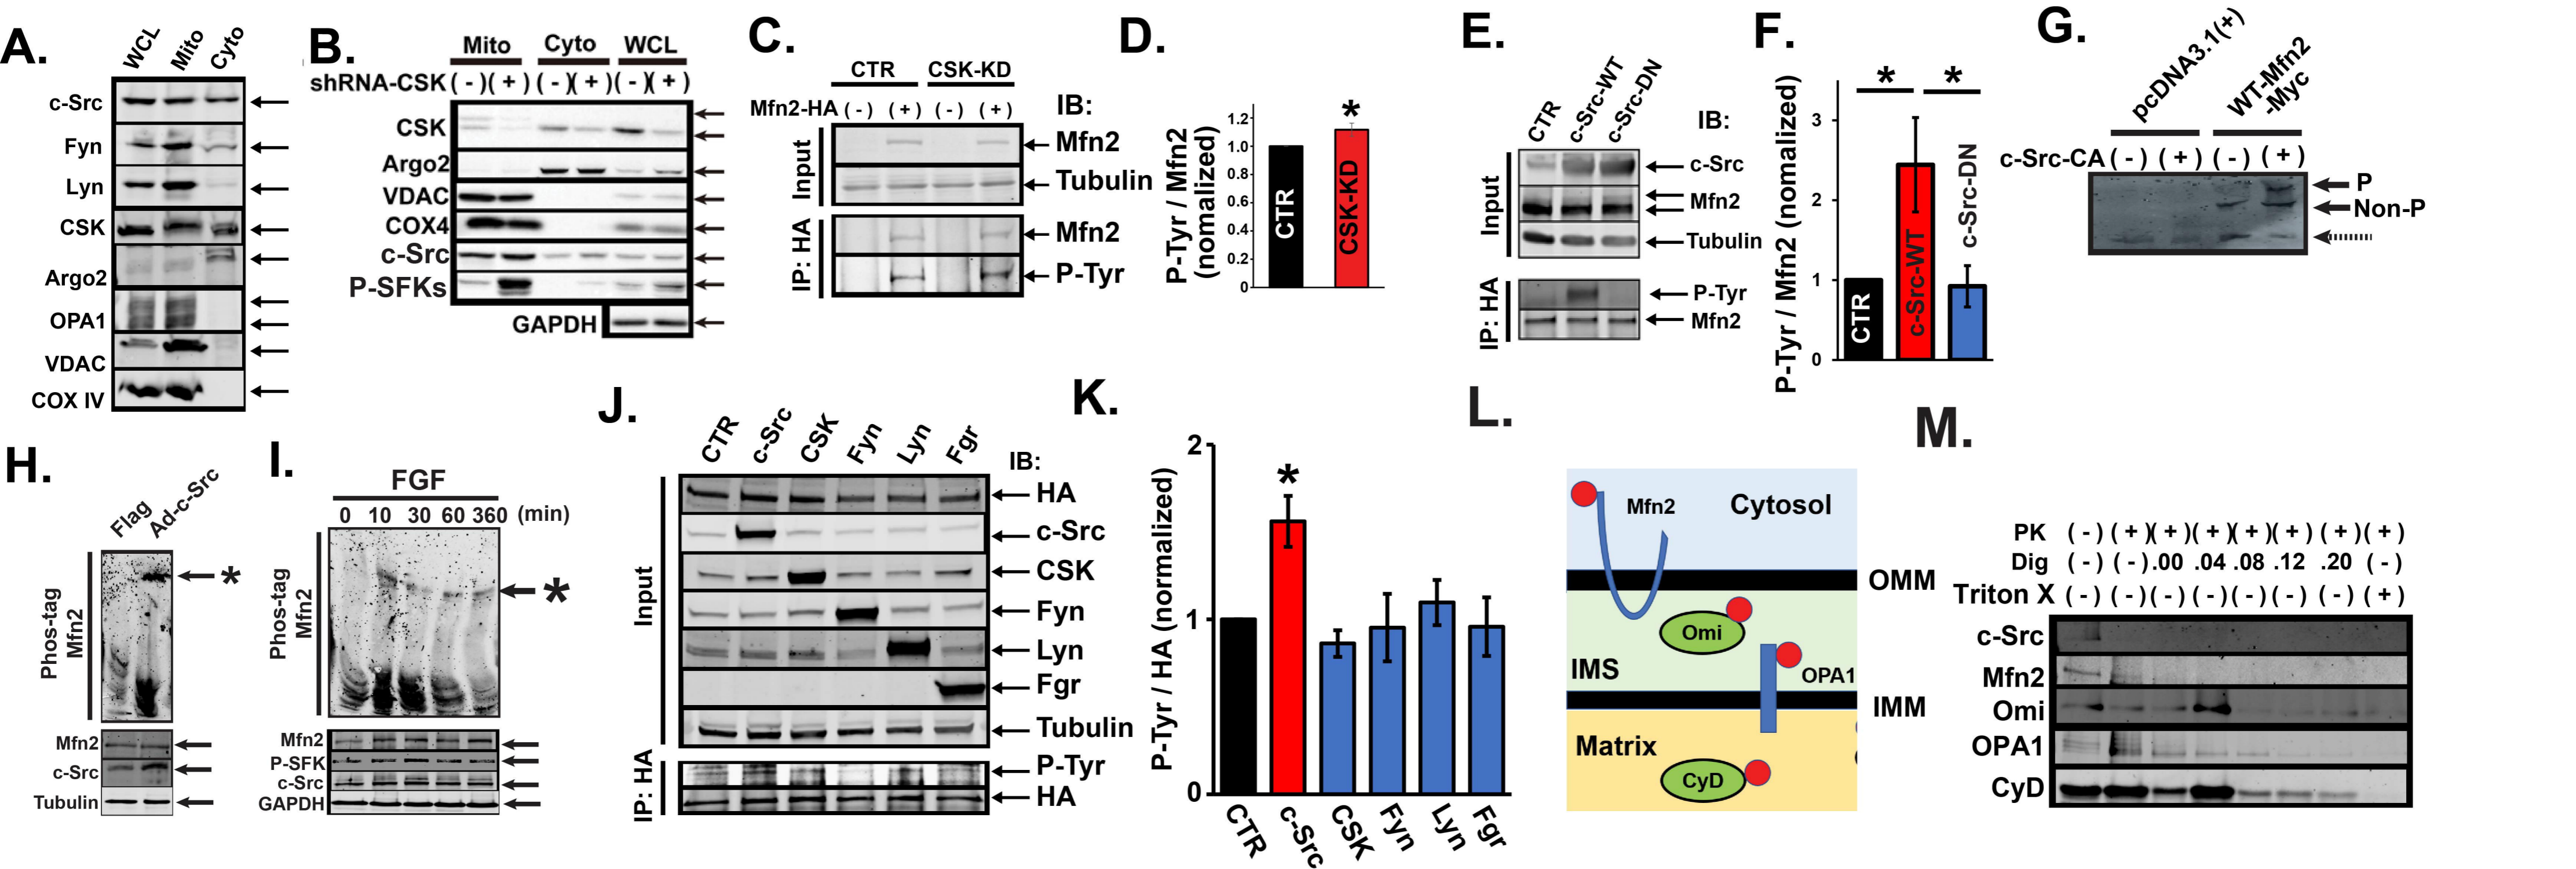 A.
WCL Mito Cyto
c-Src
Fyn
Lyn
CSK
Argo2
OPA1
VDAC
COX IV
B.
Mito Cyto WCL
shRNA-CSK (-) (+) (-) (+) (-) (+)
CSK
Argo2
VDAC
COX4
c-Src
P-SFKs
GAPDH
C.
CTR CSK-KD
Mfn2-HA (-) (+) (-) (+) IB:
Input
Mfn2
Tubulin
IP: HA
Mfn2
P-Tyr
D.
P-Tyr / Mfn2
(nomalized)
1.2
1.0
0.8
0.6
0.4
0.2
0
CTR
CSK-KD
*
E.
CTR c-Src-WT c-Src-DN
IB:
Input
c-Src
Mfn2
Tubulin
IP: HA
P-Tyr
Mfn2
F.
P-Tyr / Mfn2 (nomalized)
3
2
1
0
* *
CTR
c-Src-WT
c-Src-DN
G.
pcDNA3.1(+)
WT-Mfn2
-Myc
c-Src-CA (-) (+) (-) (+)
P
Non-P
H.
Flag Ad-c-Src
Phos-tag
Mfn2
*
Mfn2
c-Src
Tubulin
I.
FGF
0 10 30 60 360 (min)
Phos-tag
Mfn2
*
Mfn2
P-SFK
c-Src
GAPDH
J.
CTR c-Src CSK Fyn Lyn Fgr
IB:
Input
HA
c-Src
CSK
Fyn
Lyn
Fgr
Tubulin
IP: HA
P-Tyr
HA
K.
P-Tyr / HA (normalized)
2
1
0
*
CTR c-Src CSK Fyn Lyn Fgr
L.
Mfn2
Cytosol
OMM
Omi
IMS
OPA1
IMM
Matrix
CyD
M.
PK (-) (+) (+) (+) (+) (+) (+) (+)
Dig (-) (-) .00 .04 .08 .12 .20 (-)
Triton X (-) (-) (-) (-) (-) (-) (-) (+)
c-Src
Mfn2
Omi
OPA1
CyD